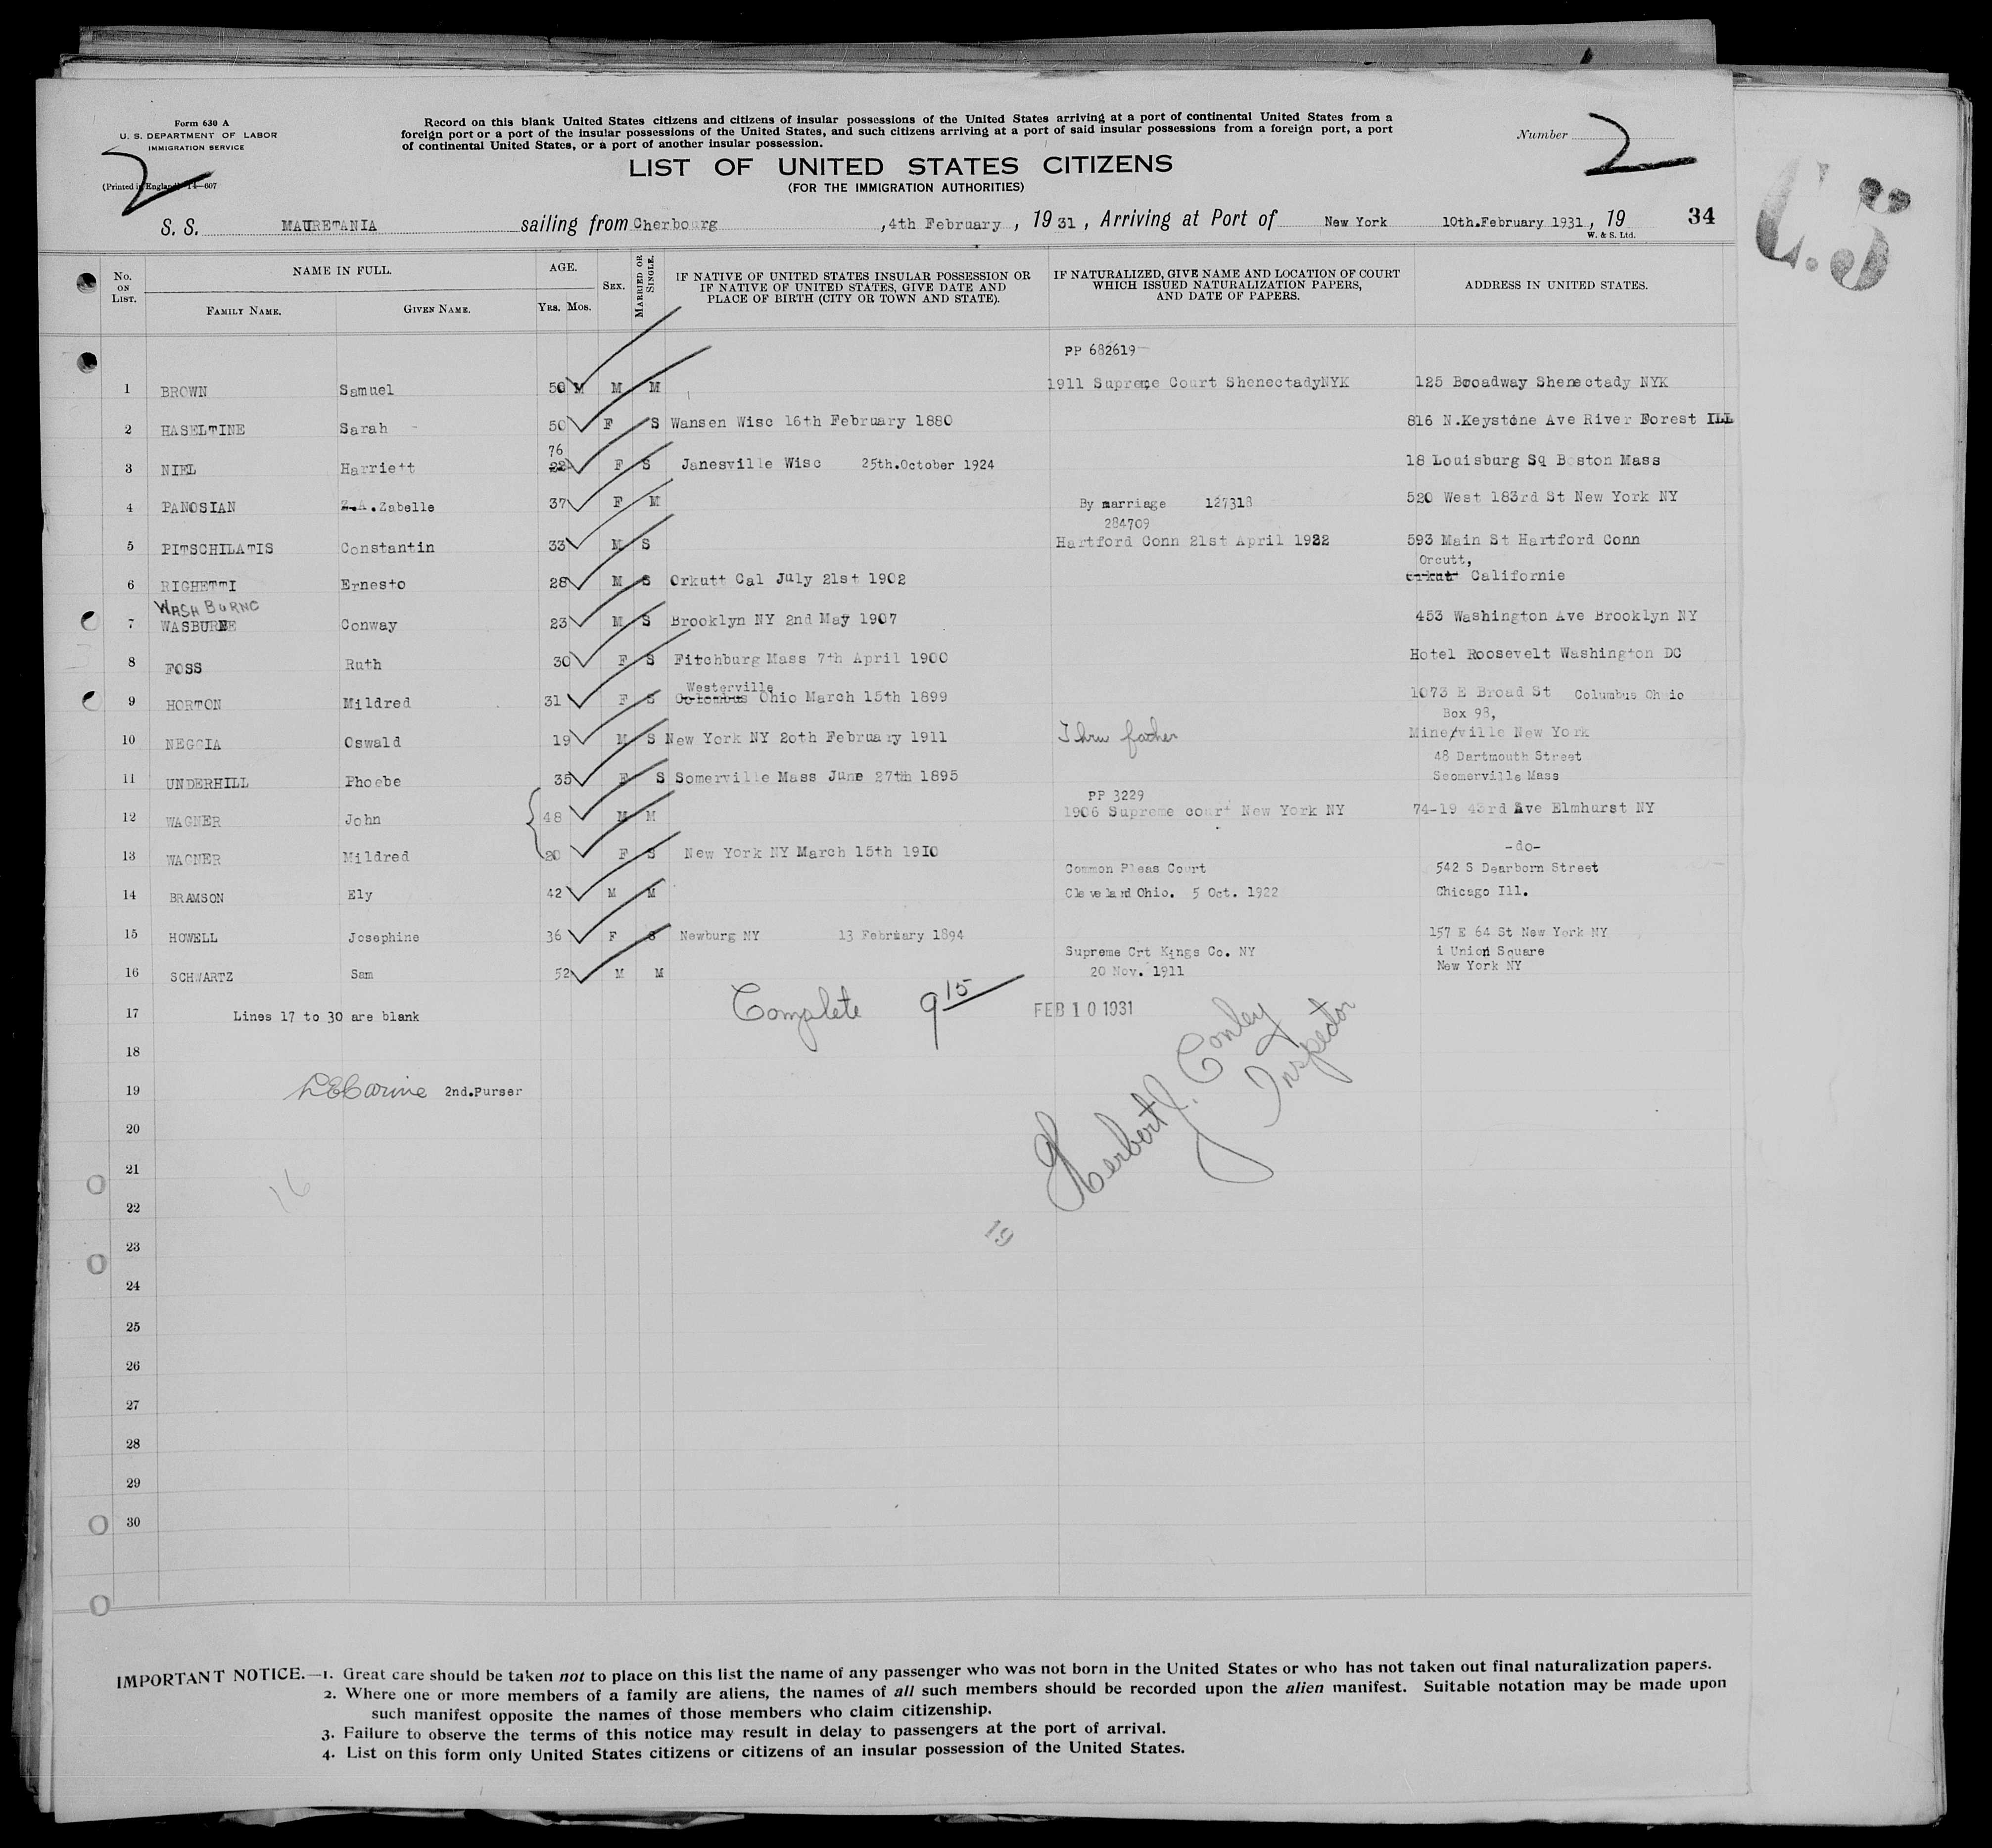 Form 630 A
U. S. DEPARTMENT OF LABOR
IMMIGRATION SERVICE
(Printed in England) 14—607
2
Record on this blank United States citizens and citizens of insular possessions of the United States arriving at a port of continental United States from a
foreign port or a port of the insular possessions of the United States, and such citizens arriving at a port of said insular possessions from a foreign port, a port
of continental United States, or a port of another insular possession.
Number 2
LIST OF UNITED STATES CITIZENS
(FOR THE IMMIGRATION AUTHORITIES)
S. S. MAURETANIA sailing from Cherbourg , 4th February , 1931 , Arriving at Port of New York 10th.February 1931 , 19 34
W. & S. Ltd.
No. ON LIST. NAME IN FULL. FAMILY NAME. GIVEN NAME. AGE. YRS. MOS. SEX. MARRIED OR SINGLE. IF NATIVE OF UNITED STATES INSULAR POSSESSION OR IF NATIVE OF UNITED STATES, GIVE DATE AND PLACE OF BIRTH (CITY OR TOWN AND STATE). IF NATURALIZED, GIVE NAME AND LOCATION OF COURT WHICH ISSUED NATURALIZATION PAPERS, AND DATE OF PAPERS. ADDRESS IN UNITED STATES.
PP 682619
1 BROWN Samuel 50 M M M 1911 Supreme Court ShenectadyNYK 125 Broadway Shenectady NYK
2 HASELTINE Sarah 50 F S Wansen Wisc 16th February 1880 816 N.Keystone Ave River Forest ILL
76
3 NIEL Harriett 22 F S Janesville Wisc 25th.October 1924 18 Louisburg Sq Boston Mass
4 PANOSIAN Z.A.Zabelle 37 F M By marriage 127318 520 West 183rd St New York NY
284709
5 PITSCHILATIS Constantin 33 M S Hartford Conn 21st April 1922 593 Main St Hartford Conn
Orcutt,
6 RIGHETTI Ernesto 28 M S Orkutt Cal July 21st 1902 orkut California
WASHBURNE
7 WASBURNE Conway 23 M S Brooklyn NY 2nd May 1907 453 Washington Ave Brooklyn NY
8 FOSS Ruth 30 F S Fitchburg Mass 7th April 1900 Hotel Roosevelt Washington DC
Westerville
9 HORTON Mildred 31 F S Colombus Ohio March 15th 1899 1073 E Broad St Columbus Ohio
Box 98,
10 NEGGIA Oswald 19 M S New York NY 20th February 1911 Thru father Minerville New York
48 Dartmouth Street
11 UNDERHILL Phoebe 35 F S Somerville Mass June 27th 1895 Somerville Mass
PP 3229
12 WAGNER John 48 M M 1906 Supreme court New York NY 74-19 43rd Ave Elmhurst NY
13 WAGNER Mildred 20 F S New York NY March 15th 1910 -do-
Common Pleas Court 542 S Dearborn Street
14 BRAMSON Ely 42 M M Cleveland Ohio. 5 Oct. 1922 Chicago Ill.
15 HOWELL Josephine 36 F S Newburg NY 13 February 1894 157 E 64 St New York NY
Supreme Crt Kings Co. NY 1 Union Square
16 SCHWARTZ Sam 52 M M 20 Nov. 1911 New York NY
17 Lines 17 to 30 are blank Complete 9 15 FEB 10 1931
18
19 2nd.Purser
Herbert J. Conley
Inspector
20
21
16
22
23
19
24
25
26
27
28
29
30
IMPORTANT NOTICE.—1. Great care should be taken not to place on this list the name of any passenger who was not born in the United States or who has not taken out final naturalization papers.
2. Where one or more members of a family are aliens, the names of all such members should be recorded upon the alien manifest. Suitable notation may be made upon
such manifest opposite the names of those members who claim citizenship.
3. Failure to observe the terms of this notice may result in delay to passengers at the port of arrival.
4. List on this form only United States citizens or citizens of an insular possession of the United States.